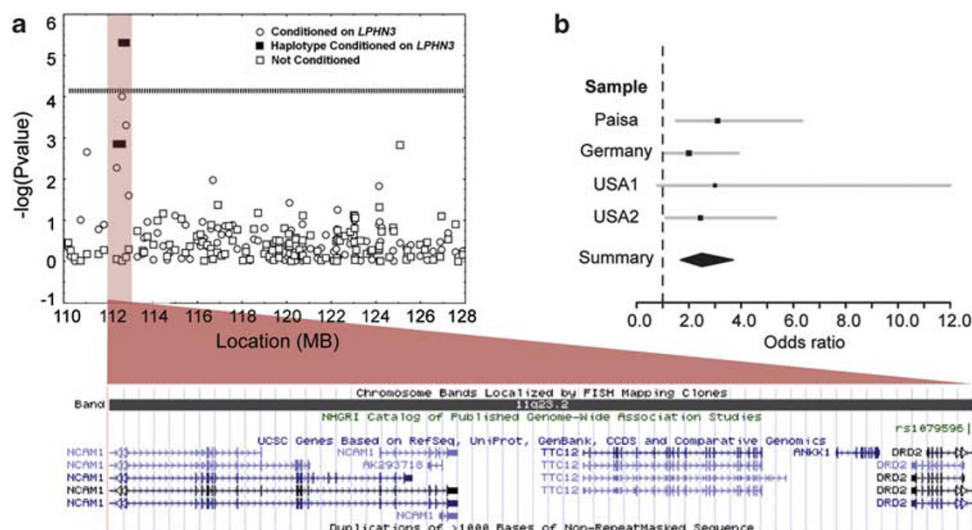 a
6
5
4
3
2
1
0
-1
-log(Pvalue)
○ Conditioned on LPHN3
■ Haplotype Conditioned on LPHN3
□ Not Conditioned
110 112 114 116 118 120 122 124 126 128
Location (MB)
b
Sample
Paisa
Germany
USA1
USA2
Summary
0.0 2.0 4.0 6.0 8.0 10.0 12.0
Odds ratio
Chromosome Bands Localized by FISH Mapping Clones
Band 11q23.2
NHGRI Catalog of Published Genome-Wide Association Studies
rs1079596
UCSC Genes Based on RefSeq, UniProt, GenBank, CCDS and Comparative Genomics
NCAM1 NCAM1 TTC12 ANKK1 DRD2
NCAM1 AK293718 TTC12 DRD2
NCAM1 TTC12 DRD2
NCAM1 TTC12 DRD2
NCAM1 DRD2
NCAM1
Duplications of >1000 Bases of Non-RepeatMasked Sequence